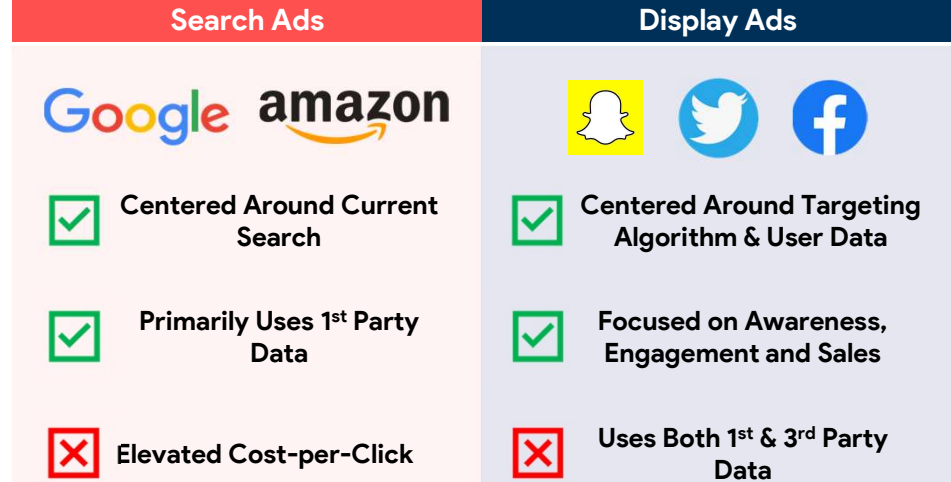 Search Ads
Display Ads
Google amazon
Centered Around Current
Search
Centered Around Targeting
Algorithm & User Data
Primarily Uses 1st Party
Data
Focused on Awareness,
Engagement and Sales
Elevated Cost-per-Click
Uses Both 1st & 3rd Party
Data